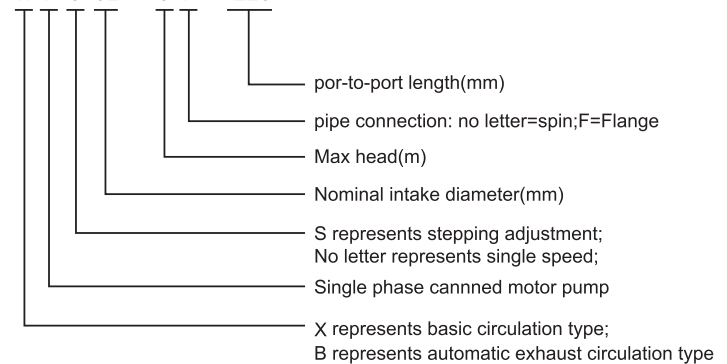 por-to-port length(mm)
pipe connection: no letter=spin;F=Flange
Max head(m)
Nominal intake diameter(mm)
S represents stepping adjustment;
No letter represents single speed;
Single phase cannned motor pump
X represents basic circulation type;
B represents automatic exhaust circulation type